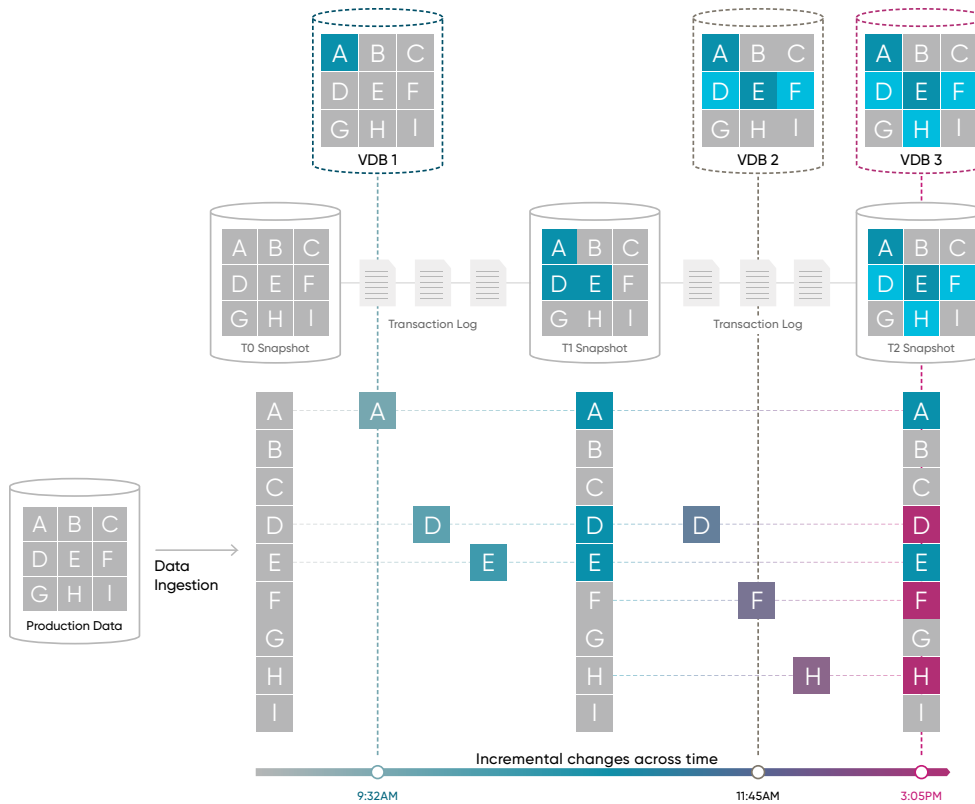 A B C
D E F
G H I
VDB 1
A B C
D E F
G H I
VDB 2
A B C
D E F
G H I
VDB 3
A B C
D E F
G H I
T0 Snapshot
Transaction Log
A B C
D E F
G H I
T1 Snapshot
Transaction Log
A B C
D E F
G H I
T2 Snapshot
A B C
D E F
G H I
Production Data
Data
Ingestion
A
B
C
D
E
F
G
H
I
A
D
E
A
B
C
D
E
F
G
H
I
D
F
H
A
B
C
D
E
F
G
H
I
Incremental changes across time
9:32AM
11:45AM
3:05PM